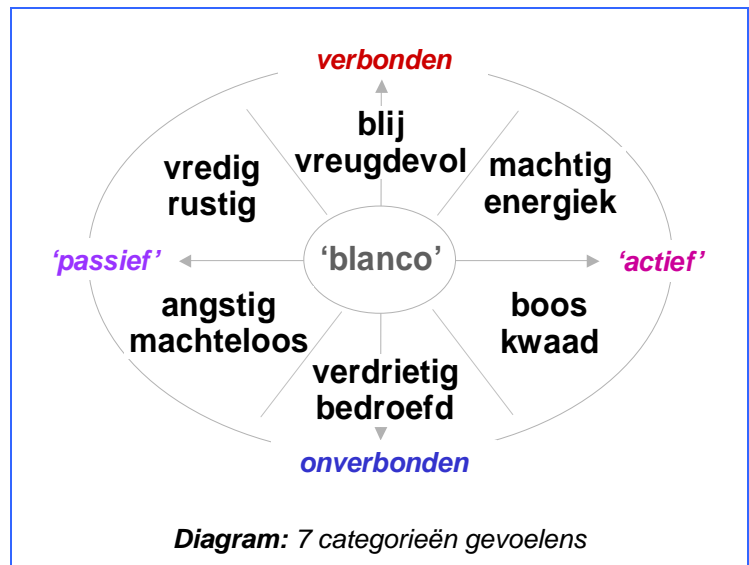 verbonden
blij
vreugdevol
vredig
rustig
machtig
energiek
‘passief’
‘blanco’
‘actief’
angstig
machteloos
boos
kwaad
verdrietig
bedroefd
onverbonden
Diagram: 7 categorieën gevoelens